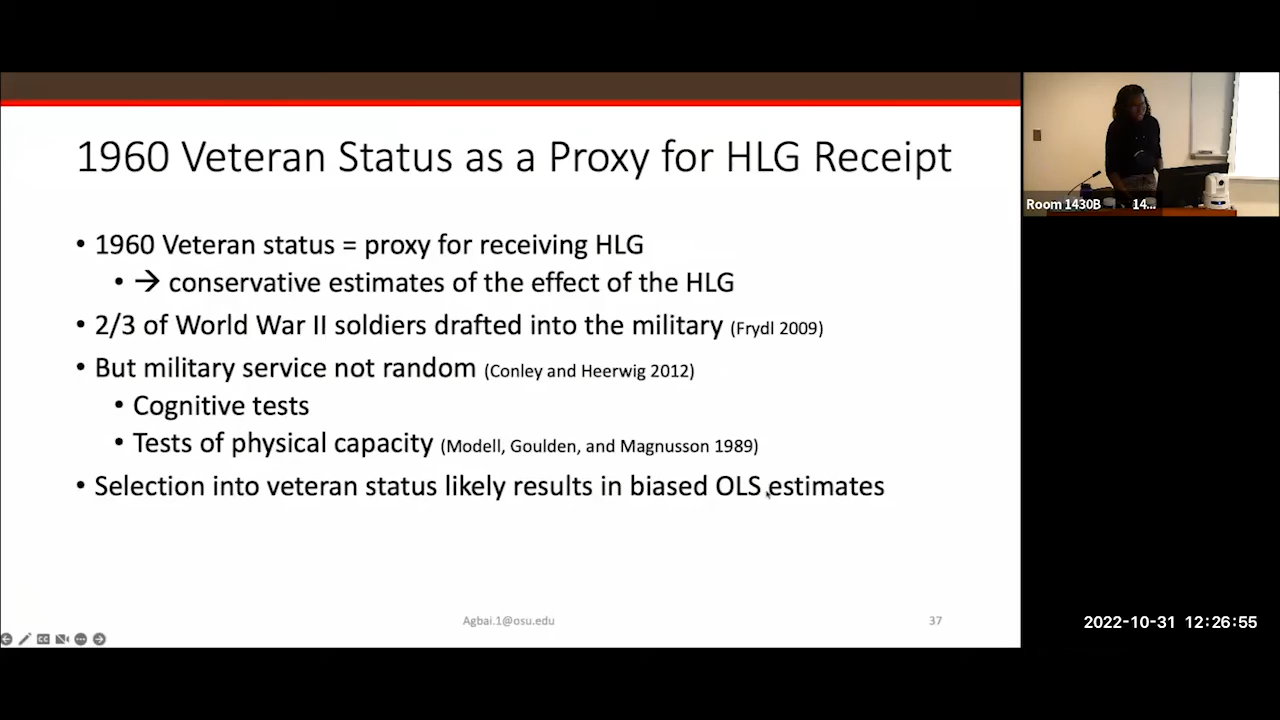 1960 Veteran Status as a Proxy for HLG Receipt
• 1960 Veteran status = proxy for receiving HLG
• → conservative estimates of the effect of the HLG
• 2/3 of World War II soldiers drafted into the military (Frydl 2009)
• But military service not random (Conley and Heerwig 2012)
• Cognitive tests
• Tests of physical capacity (Modell, Goulden, and Magnusson 1989)
• Selection into veteran status likely results in biased OLS estimates
Agbai.1@osu.edu
37
Room 1430B 14...
2022-10-31 12:26:55